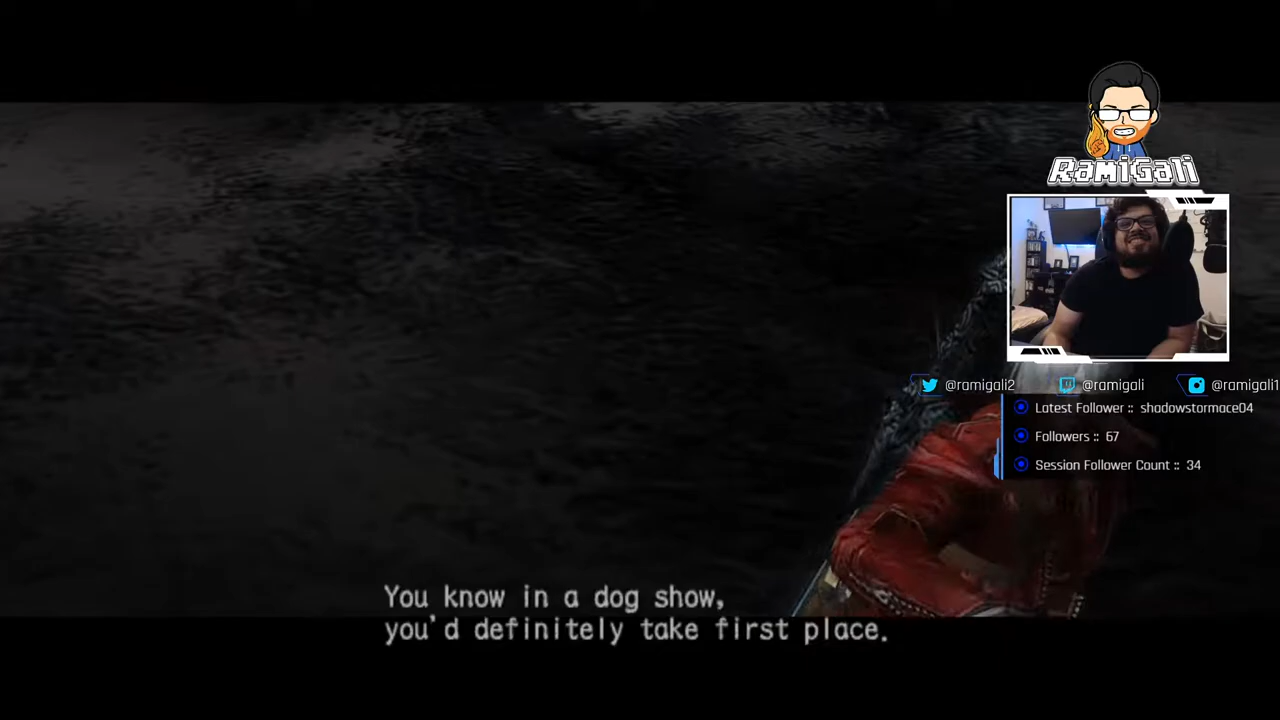 RamiGali
@ramigali2
@ramigali
@ramigali1
Latest Follower :: shadowstormace04
Followers :: 67
Session Follower Count :: 34
You know in a dog show,
you'd definitely take first place.